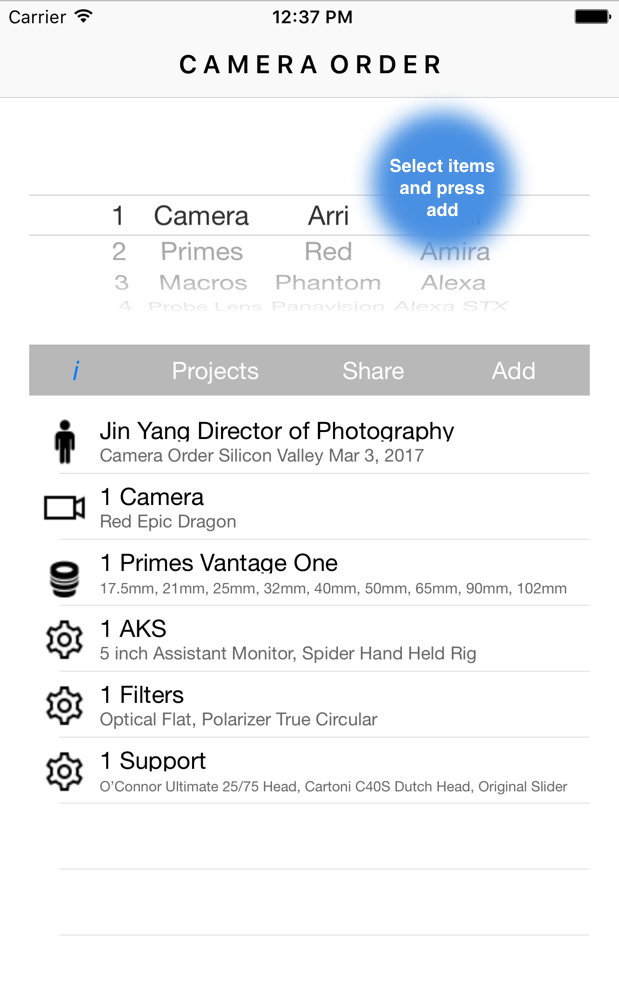 Carrier 12:37 PM
CAMERA ORDER
Select items
and press
add
1 Camera Arri
2 Primes Red Amira
3 Macros Phantom Alexa
4 Probe Lens Panavision Alexa STX
i Projects Share Add
Jin Yang Director of Photography
Camera Order Silicon Valley Mar 3, 2017
1 Camera
Red Epic Dragon
1 Primes Vantage One
17.5mm, 21mm, 25mm, 32mm, 40mm, 50mm, 65mm, 90mm, 102mm
1 AKS
5 inch Assistant Monitor, Spider Hand Held Rig
1 Filters
Optical Flat, Polarizer True Circular
1 Support
O'Connor Ultimate 25/75 Head, Cartoni C40S Dutch Head, Original Slider